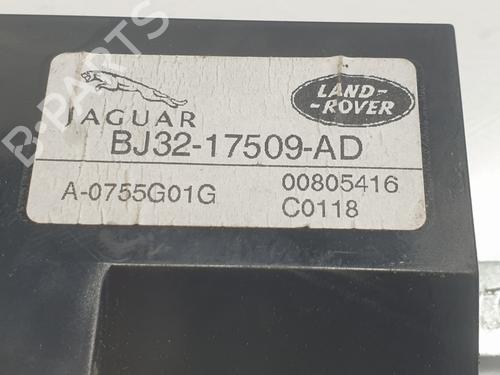 B-PARTS
JAGUAR
LAND-
-ROVER
BJ32-17509-AD
A-0755G01G
00805416
C0118